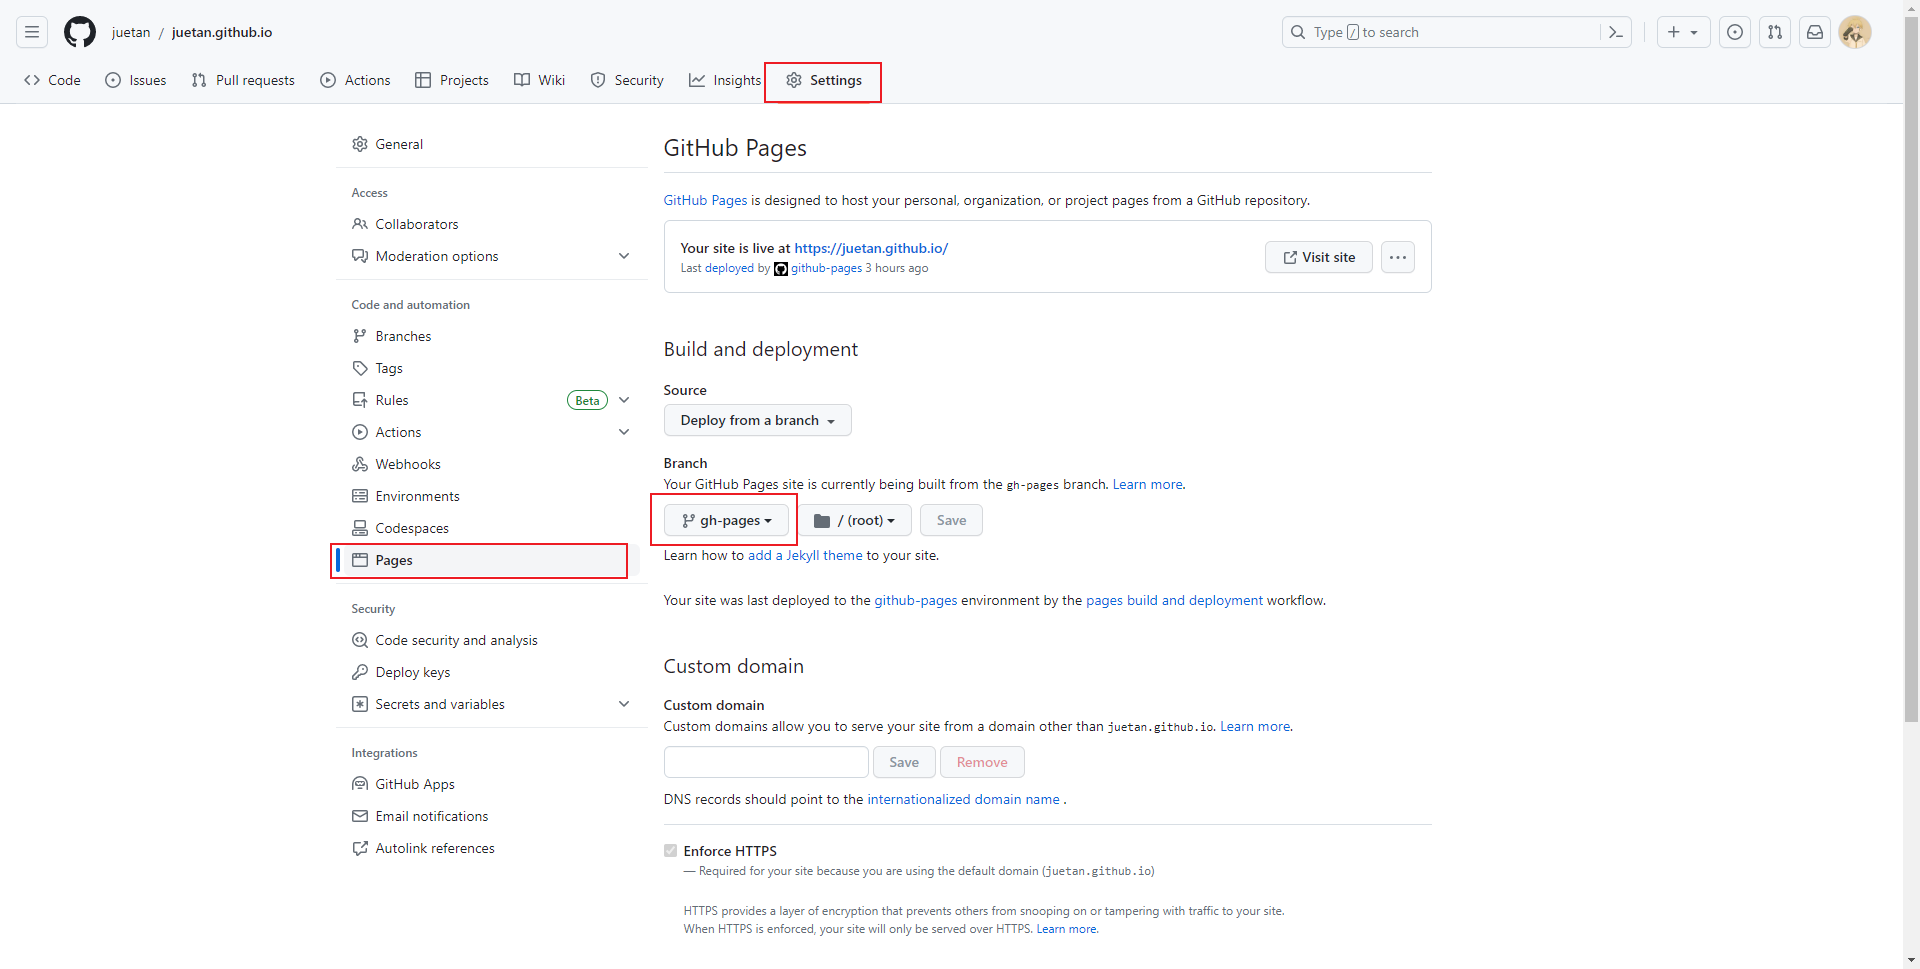 juetan / juetan.github.io
Type / to search
Code
Issues
Pull requests
Actions
Projects
Wiki
Security
Insights
Settings
General
Access
Collaborators
Moderation options
Code and automation
Branches
Tags
Rules Beta
Actions
Webhooks
Environments
Codespaces
Pages
Security
Code security and analysis
Deploy keys
Secrets and variables
Integrations
GitHub Apps
Email notifications
Autolink references
GitHub Pages
GitHub Pages is designed to host your personal, organization, or project pages from a GitHub repository.
Your site is live at https://juetan.github.io/
Last deployed by github-pages 3 hours ago
Visit site
Build and deployment
Source
Deploy from a branch
Branch
Your GitHub Pages site is currently being built from the gh-pages branch. Learn more.
gh-pages
/ (root)
Save
Learn how to add a Jekyll theme to your site.
Your site was last deployed to the github-pages environment by the pages build and deployment workflow.
Custom domain
Custom domain
Custom domains allow you to serve your site from a domain other than juetan.github.io. Learn more.
Save
Remove
DNS records should point to the internationalized domain name .
Enforce HTTPS
— Required for your site because you are using the default domain (juetan.github.io)
HTTPS provides a layer of encryption that prevents others from snooping on or tampering with traffic to your site.
When HTTPS is enforced, your site will only be served over HTTPS. Learn more.